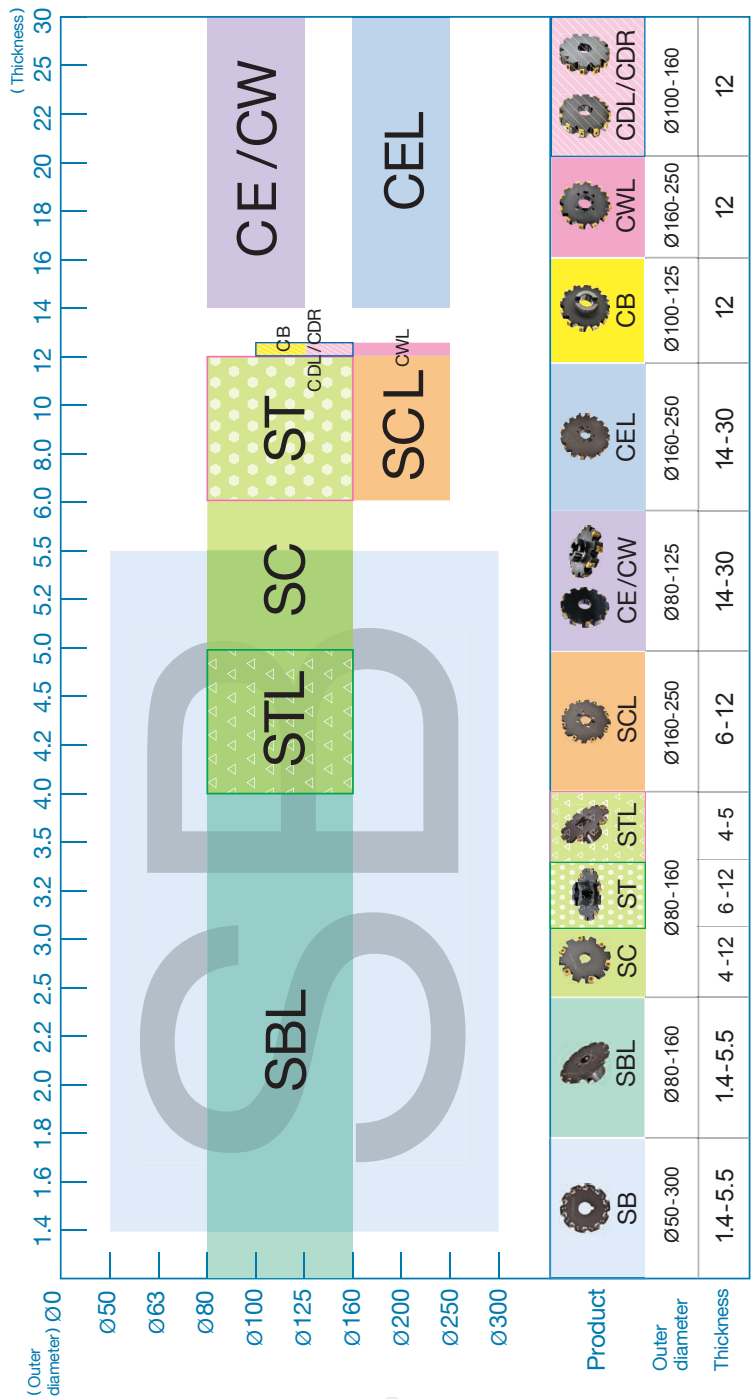 (Thickness)
30
25
22
20
18
16
14
12
10
8.0
6.0
5.5
5.2
5.0
4.5
4.2
4.0
3.5
3.2
3.0
2.5
2.2
2.0
1.8
1.6
1.4
(Outer
diameter)
Ø0
Ø50
Ø63
Ø80
Ø100
Ø125
Ø160
Ø200
Ø250
Ø300
CE/CW
CEL
CB
CDL/CDR
CWL
ST
SCL
SC
STL
SB
SBL
Product
SB
SBL
SC
ST
STL
SCL
CE/CW
CEL
CB
CWL
CDL/CDR
Outer
diameter
Ø50-300
Ø80-160
Ø80-160
Ø160-250
Ø80-125
Ø160-250
Ø100-125
Ø160-250
Ø100-160
Thickness
1.4-5.5
1.4-5.5
4-12
6-12
4-5
6-12
14-30
14-30
12
12
12